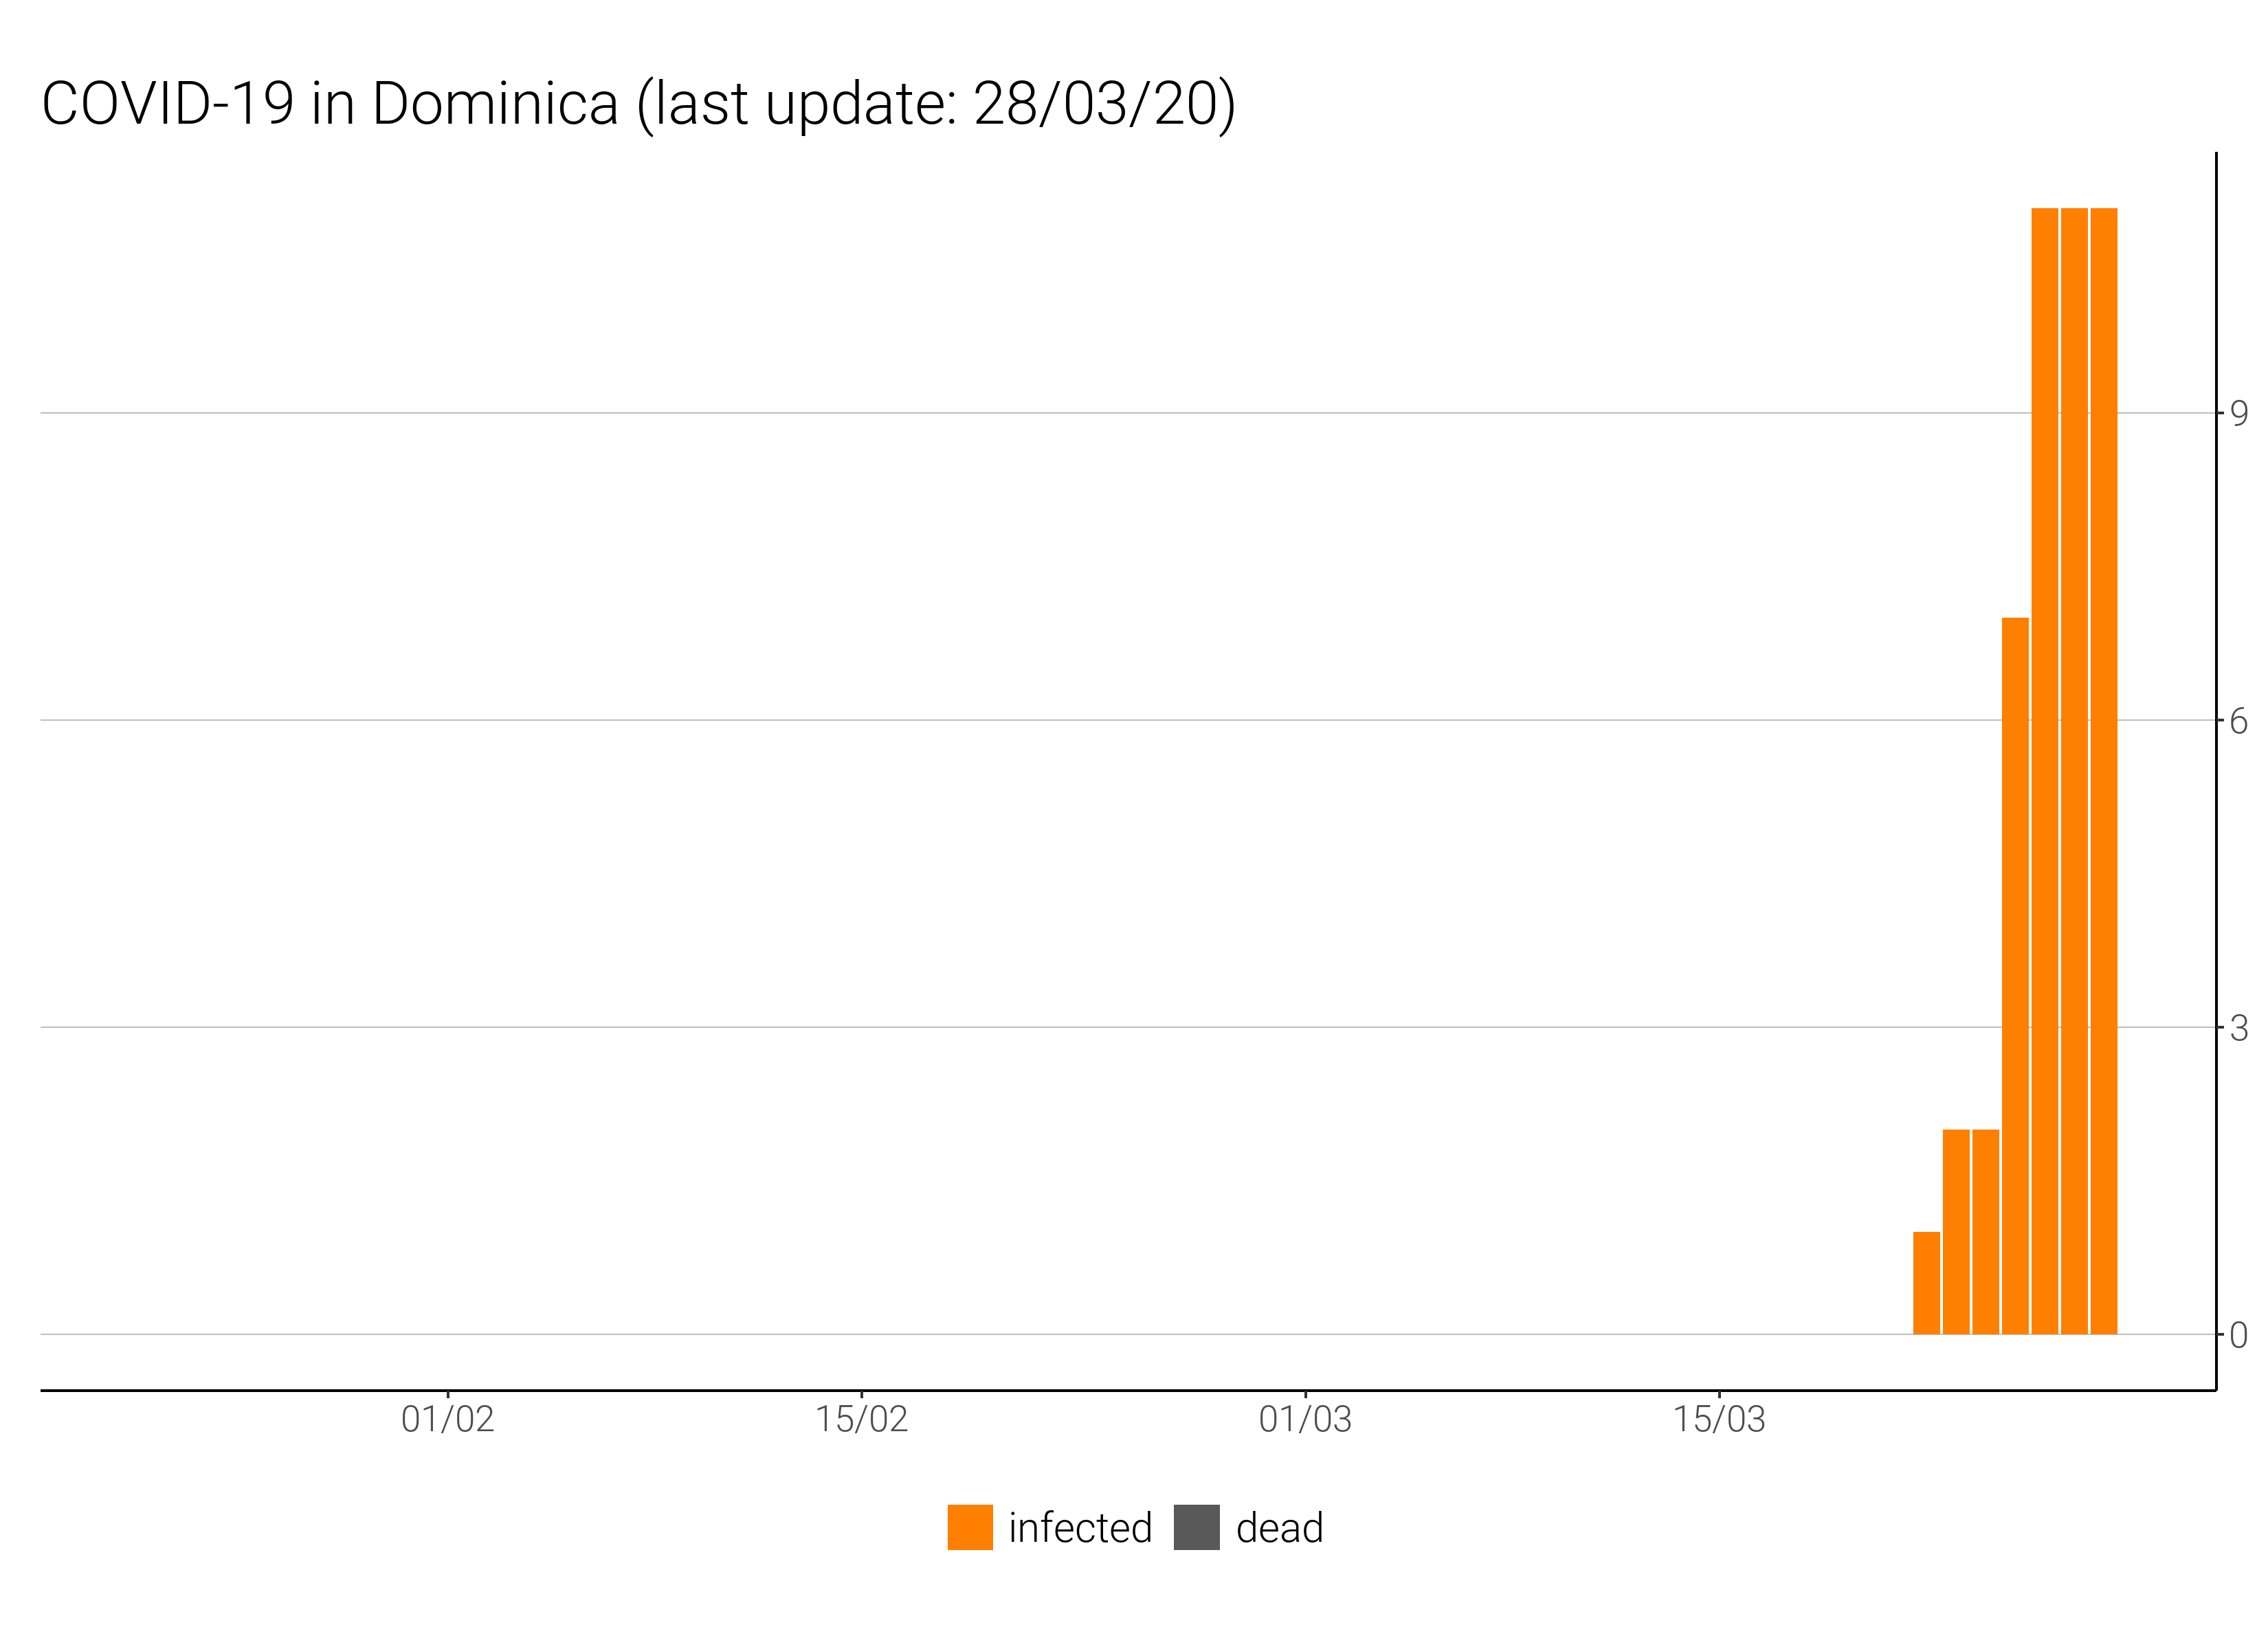 COVID-19 in Dominica (last update: 28/03/20)
9
6
3
0
01/02 15/02 01/03 15/03
infected dead